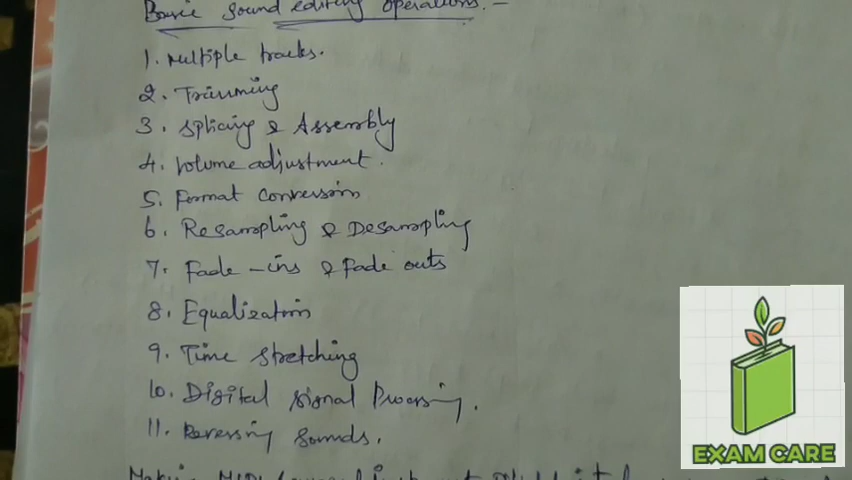 Basic sound editing operations:-
1. Multiple tracks.
2. Trimming
3. Splicing & Assembly
4. Volume adjustment.
5. Format conversion
6. Resampling & Desampling
7. Fade-ins & Fade outs
8. Equalization
9. Time stretching
10. Digital signal Processing.
11. Reversing Sounds.
Making MIDI
EXAM CARE